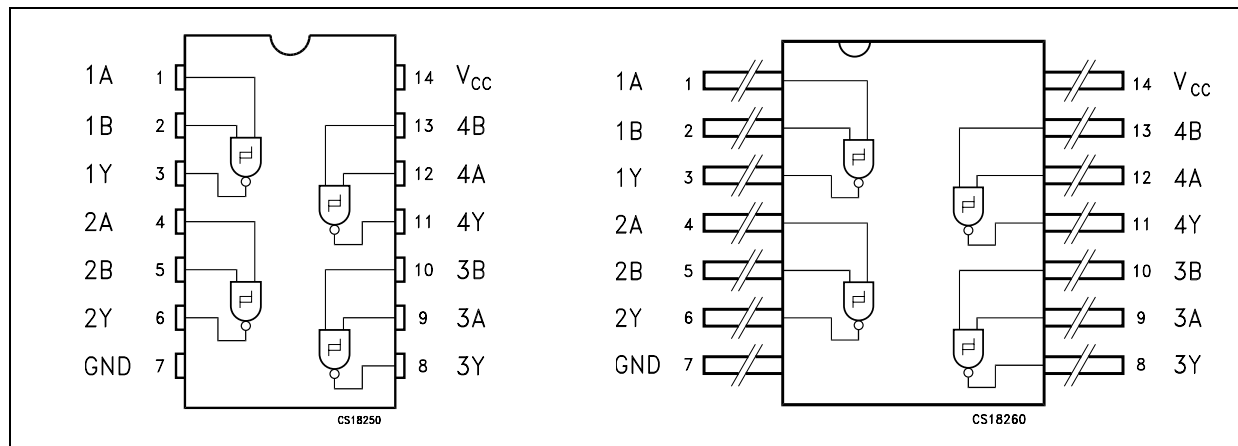 1A 1 14 VCC
1B 2 13 4B
1Y 3 12 4A
2A 4 11 4Y
2B 5 10 3B
2Y 6 9 3A
GND 7 8 3Y
CS18250
1A 1 14 VCC
1B 2 13 4B
1Y 3 12 4A
2A 4 11 4Y
2B 5 10 3B
2Y 6 9 3A
GND 7 8 3Y
CS18260